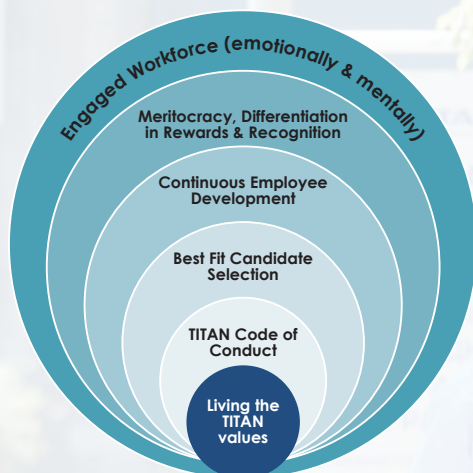 Engaged Workforce (emotionally & mentally)
Meritocracy, Differentiation
in Rewards & Recognition
Continuous Employee
Development
Best Fit Candidate
Selection
TITAN Code of
Conduct
Living the
TITAN
values